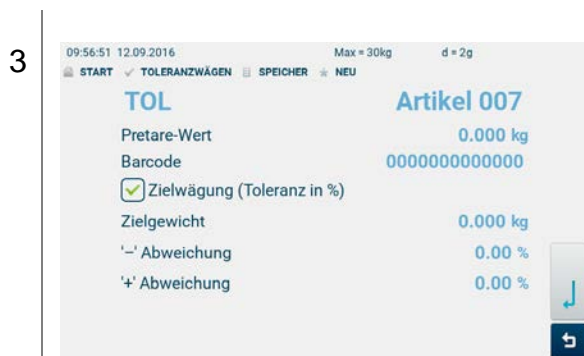 3
09:56:51 12.09.2016 Max = 30kg d = 2g
START TOLERANZWÄGEN SPEICHER NEU
TOL Artikel 007
Pretare-Wert 0.000 kg
Barcode 0000000000000
Zielwägung (Toleranz in %)
Zielgewicht 0.000 kg
'–' Abweichung 0.00 %
'+' Abweichung 0.00 %